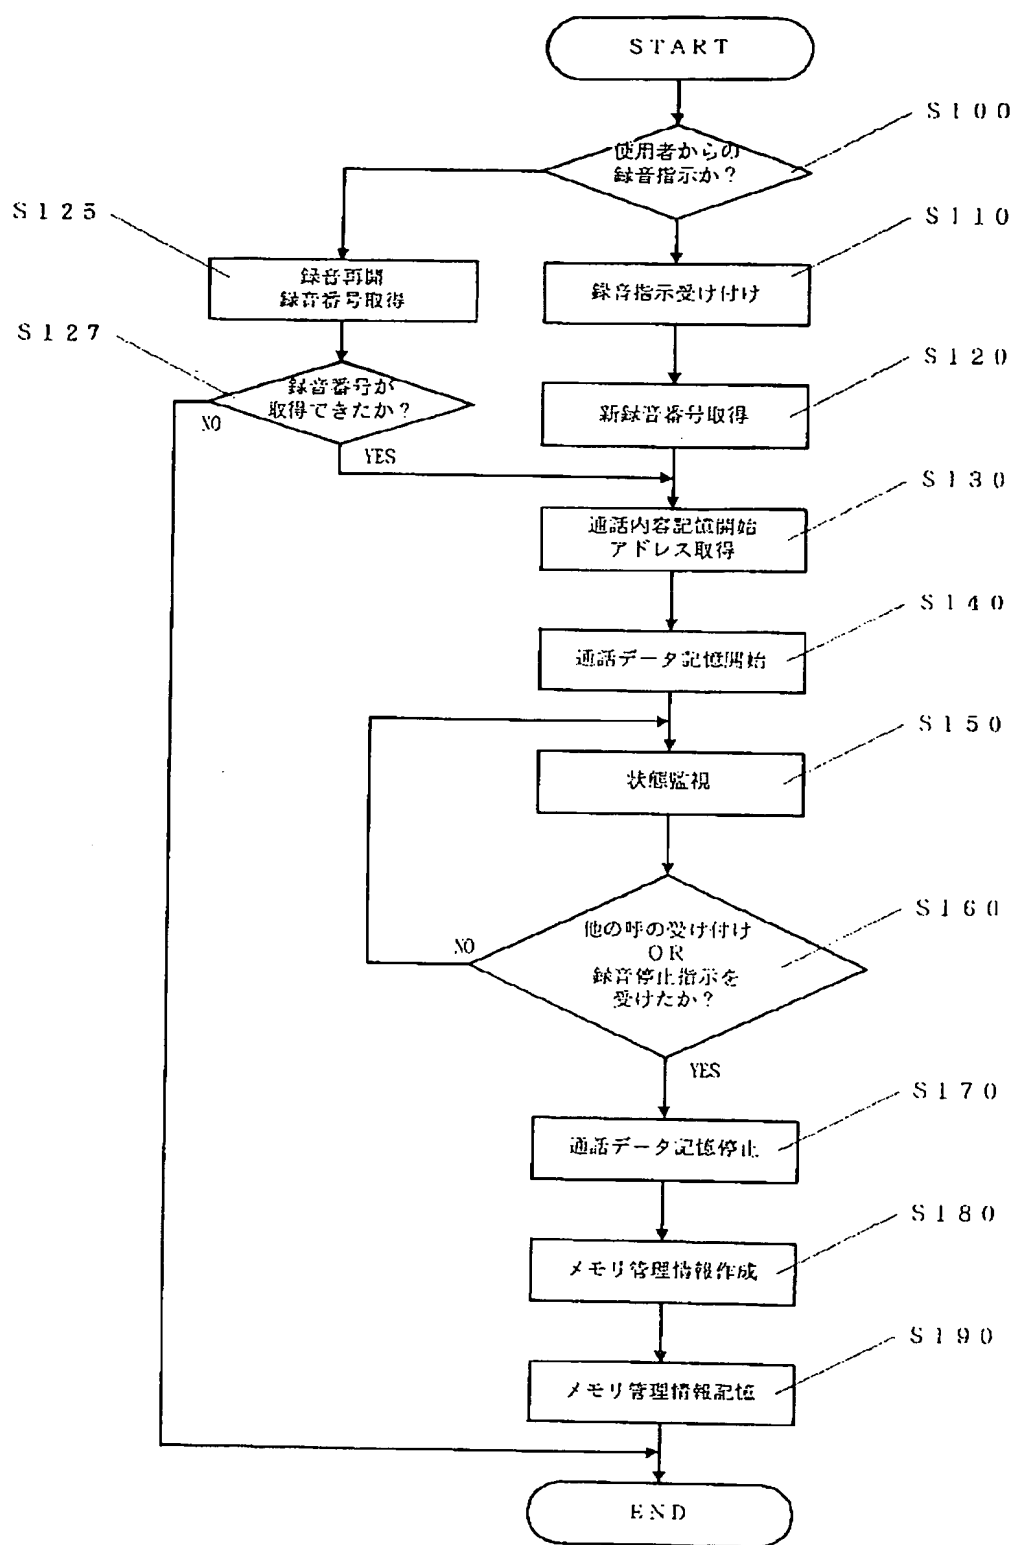 START
S100
使用者からの
録音指示か?
S125
S110
録音再開
録音番号取得
録音指示受け付け
S127
S120
録音番号が
取得できたか?
新録音番号取得
NO
YES
S130
通話内容記憶開始
アドレス取得
S140
通話データ記憶開始
S150
状態監視
S160
他の呼の受け付け
OR
録音停止指示を
受けたか?
NO
YES
S170
通話データ記憶停止
S180
メモリ管理情報作成
S190
メモリ管理情報記憶
END